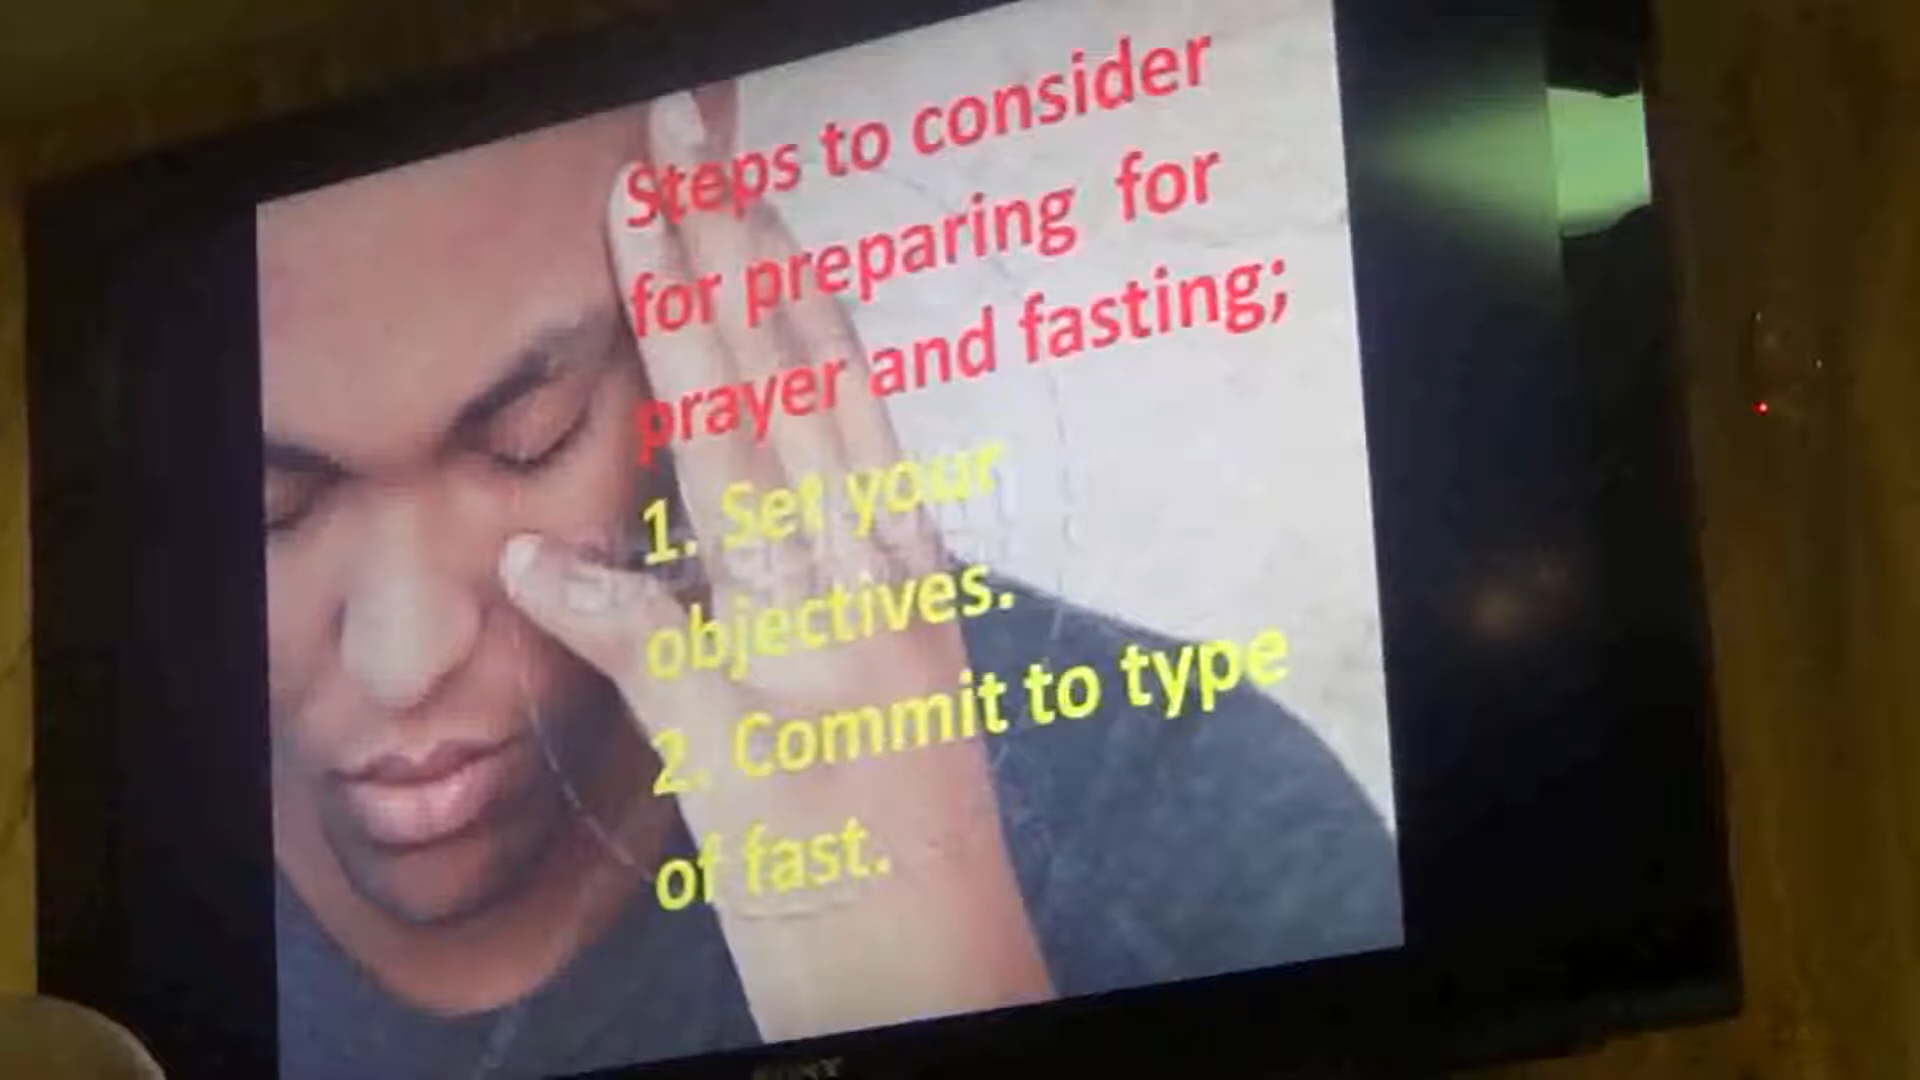 Steps to consider
for preparing for
prayer and fasting;
1. Set your
objectives.
2. Commit to type
of fast.
SONY